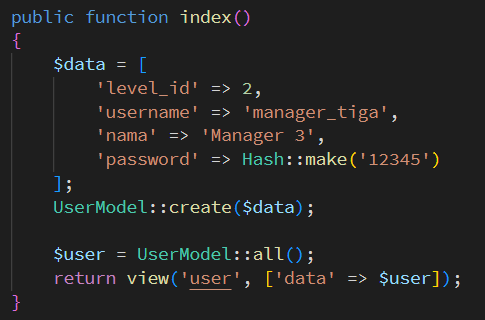 public function index()
{
    $data = [
        'level_id' => 2,
        'username' => 'manager_tiga',
        'nama' => 'Manager 3',
        'password' => Hash::make('12345')
    ];
    UserModel::create($data);

    $user = UserModel::all();
    return view('user', ['data' => $user]);
}